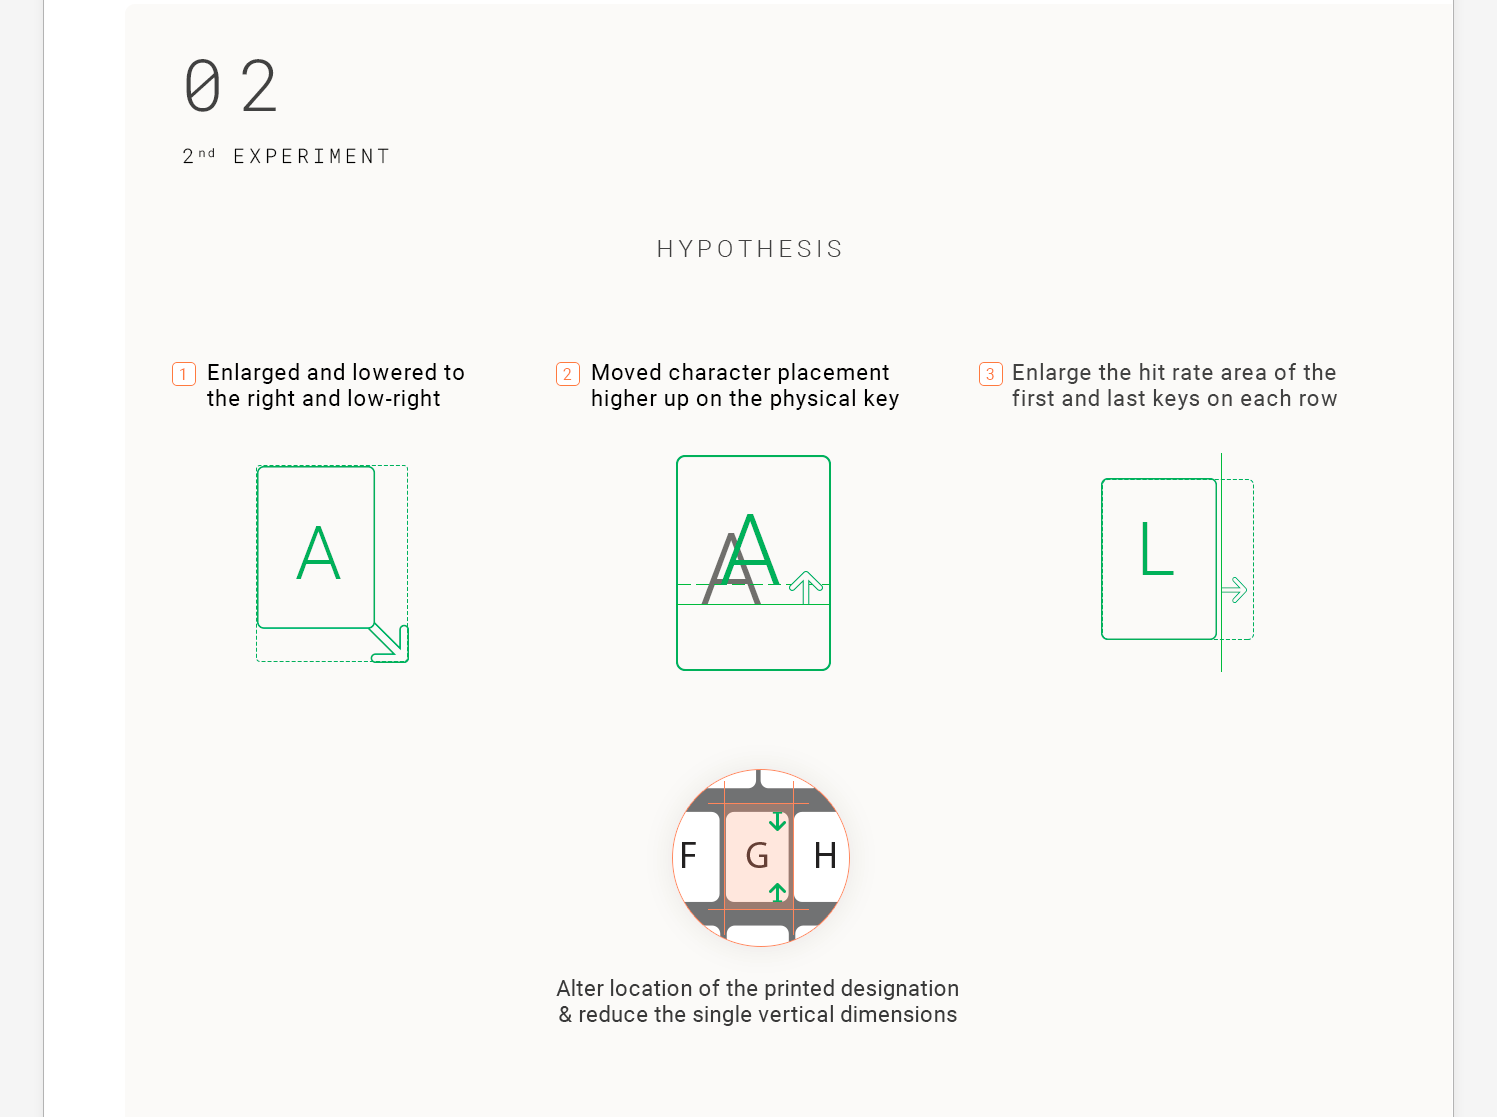 02
2nd EXPERIMENT
HYPOTHESIS
1 Enlarged and lowered to
the right and low-right
2 Moved character placement
higher up on the physical key
3 Enlarge the hit rate area of the
first and last keys on each row
A
A A
L
F G H
Alter location of the printed designation
& reduce the single vertical dimensions